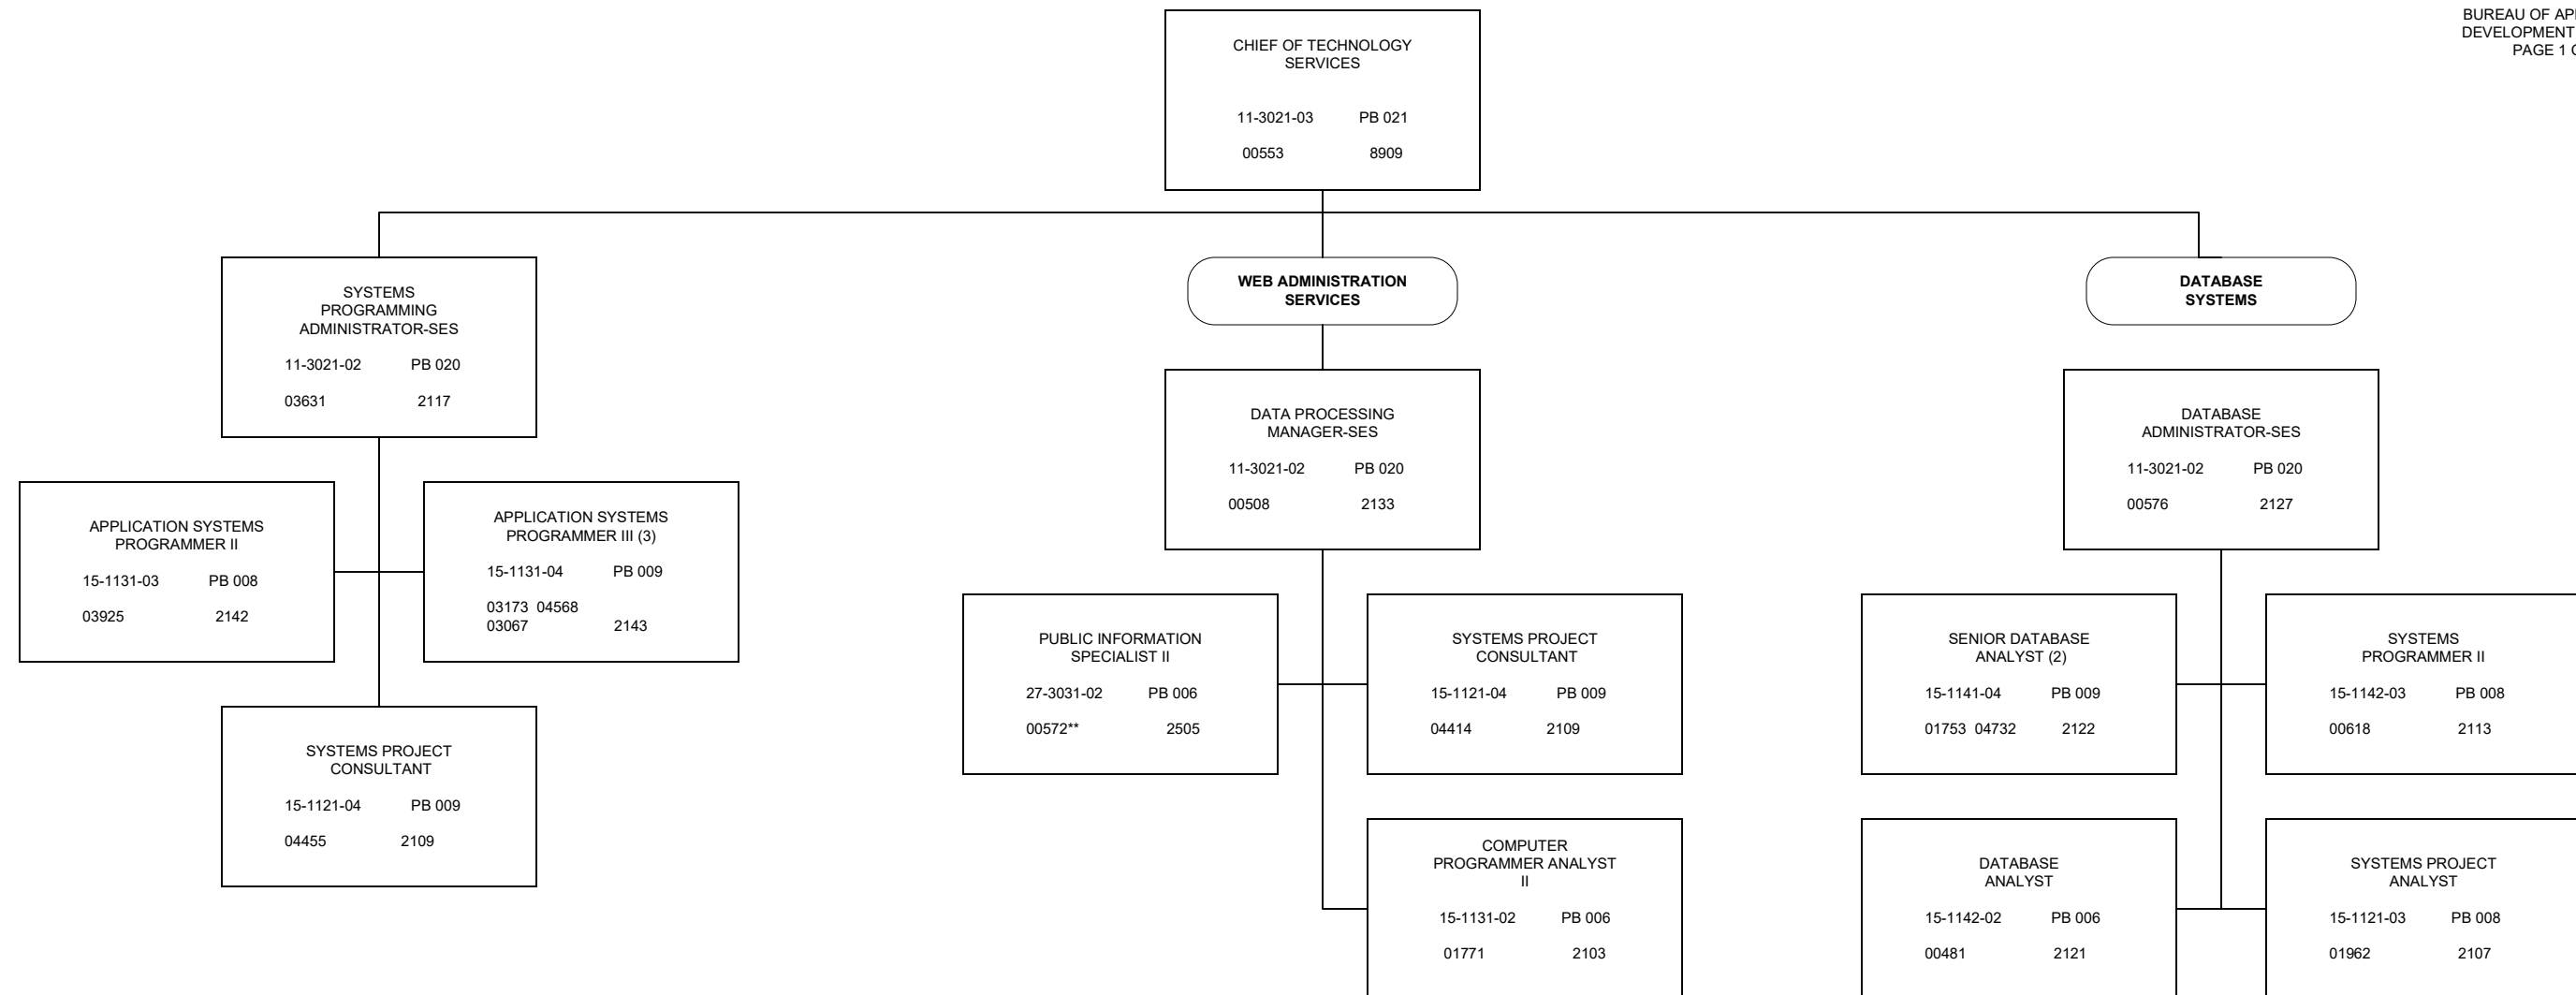 BUREAU OF
DEVELOPMENT
PAGE 1
CHIEF OF TECHNOLOGY
SERVICES
11-3021-03 PB 021
00553 8909
SYSTEMS
PROGRAMMING
ADMINISTRATOR-SES
11-3021-02 PB 020
03631 2117
APPLICATION SYSTEMS
PROGRAMMER II
15-1131-03 PB 008
03925 2142
APPLICATION SYSTEMS
PROGRAMMER III (3)
15-1131-04 PB 009
03173 04568
03067 2143
SYSTEMS PROJECT
CONSULTANT
15-1121-04 PB 009
04455 2109
WEB ADMINISTRATION
SERVICES
DATA PROCESSING
MANAGER-SES
11-3021-02 PB 020
00508 2133
PUBLIC INFORMATION
SPECIALIST II
27-3031-02 PB 006
00572** 2505
SYSTEMS PROJECT
CONSULTANT
15-1121-04 PB 009
04414 2109
COMPUTER
PROGRAMMER ANALYST
II
15-1131-02 PB 006
01771 2103
DATABASE
SYSTEMS
DATABASE
ADMINISTRATOR-SES
11-3021-02 PB 020
00576 2127
SENIOR DATABASE
ANALYST (2)
15-1141-04 PB 009
01753 04732 2122
SYSTEMS
PROGRAMMER II
15-1142-03 PB 008
00618 2113
DATABASE
ANALYST
15-1142-02 PB 006
00481 2121
SYSTEMS PROJECT
ANALYST
15-1121-03 PB 008
01962 2107